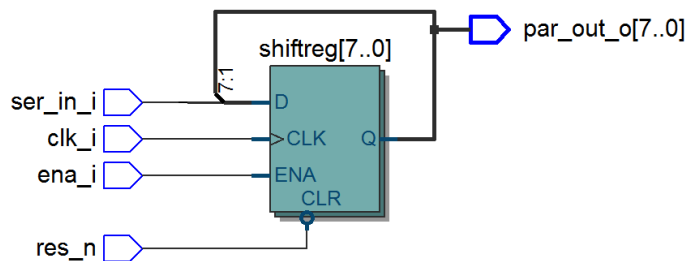 shiftreg[7..0]
par_out_o[7..0]
7:1
ser_in_i
D
clk_i
CLK
Q
ena_i
ENA
CLR
res_n